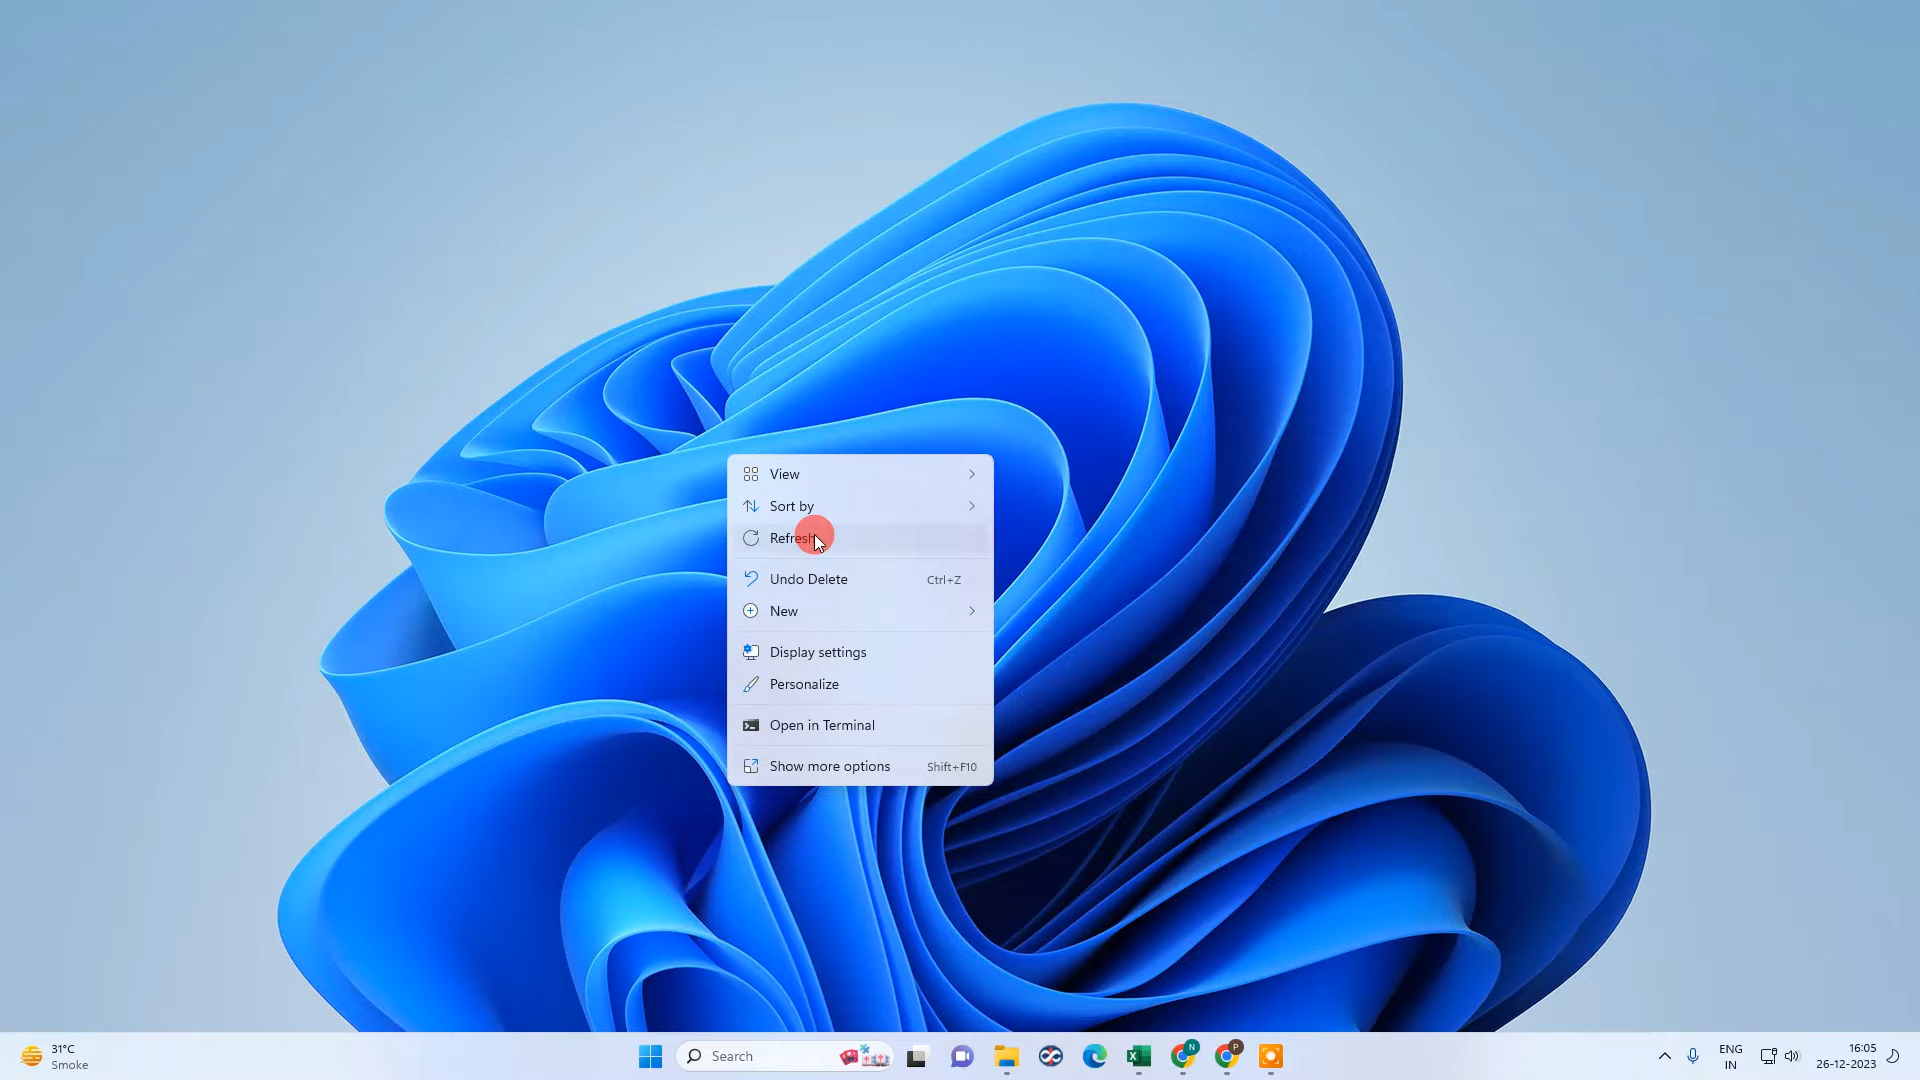 View
Sort by
Refresh
Undo Delete Ctrl+Z
New
Display settings
Personalize
Open in Terminal
Show more options Shift+F10
31°C
Smoke
Search
N
P
ENG
IN
16:05
26-12-2023